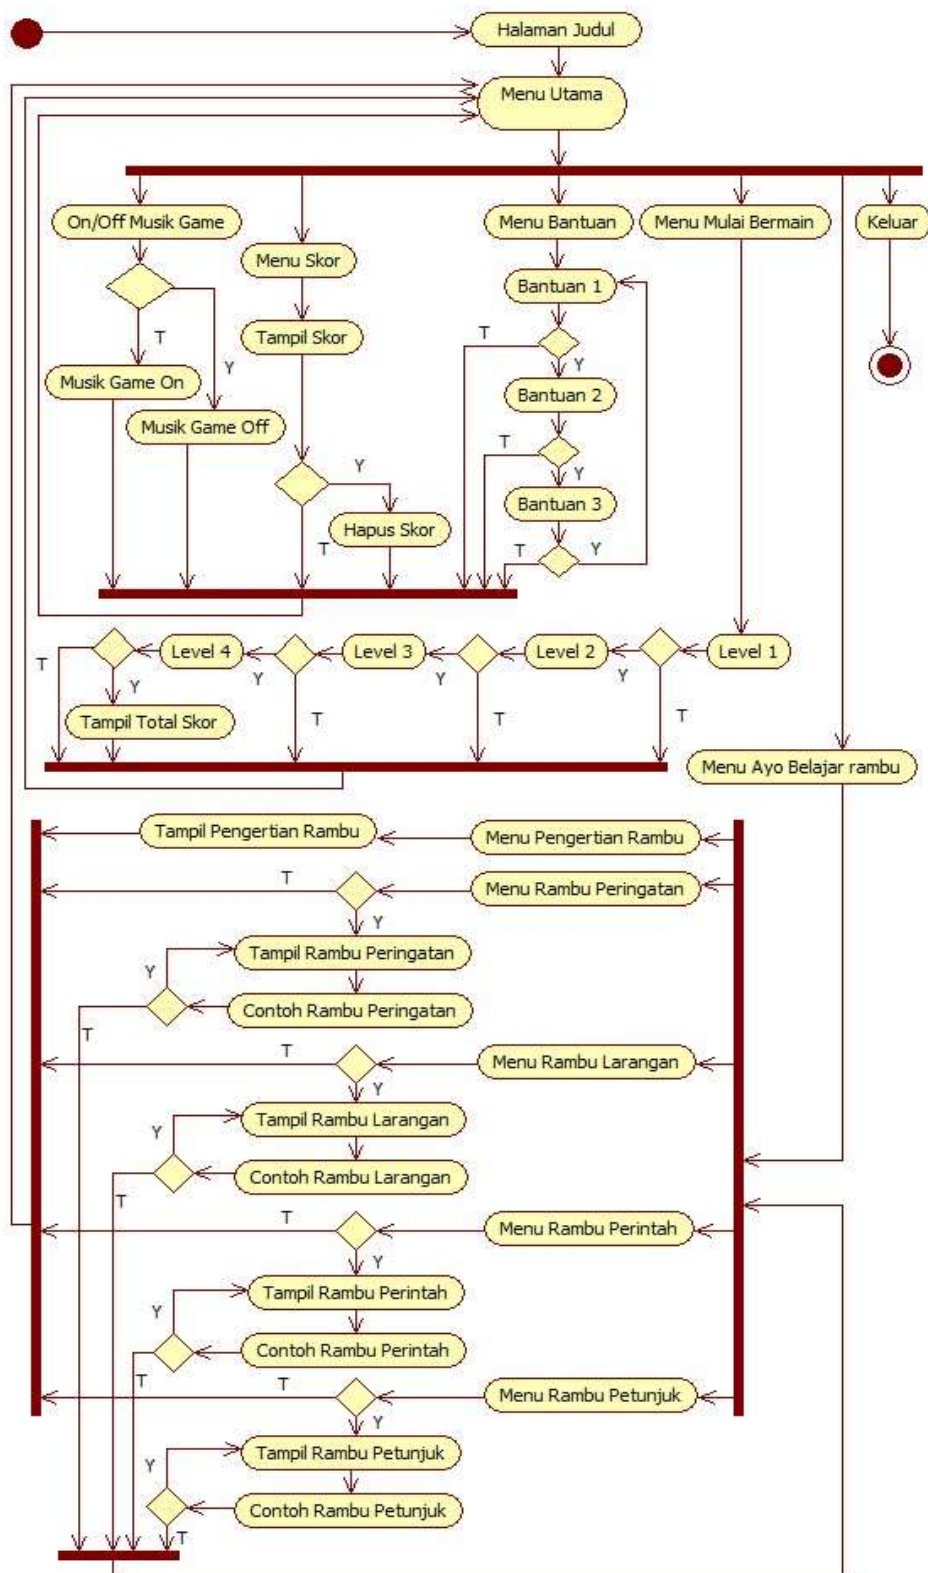 Halaman Judul
Menu Utama
On/Off Musik Game
Menu Bantuan
Menu Mulai Bermain
Keluar
Menu Skor
Bantuan 1
T
Tampil Skor
T
Y
Y
Musik Game On
Bantuan 2
Musik Game Off
T
Y
Y
Bantuan 3
Hapus Skor
T
T
Y
Level 4
Level 3
Level 2
Level 1
T
Y
Y
Y
Y
Tampil Total Skor
T
T
T
Menu Ayo Belajar rambu
Tampil Pengertian Rambu
Menu Pengertian Rambu
T
Menu Rambu Peringatan
Y
Tampil Rambu Peringatan
Y
Contoh Rambu Peringatan
T
T
Menu Rambu Larangan
Y
Tampil Rambu Larangan
Y
Contoh Rambu Larangan
T
T
Menu Rambu Perintah
Y
Tampil Rambu Perintah
Y
Contoh Rambu Perintah
T
T
Menu Rambu Petunjuk
Y
Tampil Rambu Petunjuk
Y
Contoh Rambu Petunjuk
T